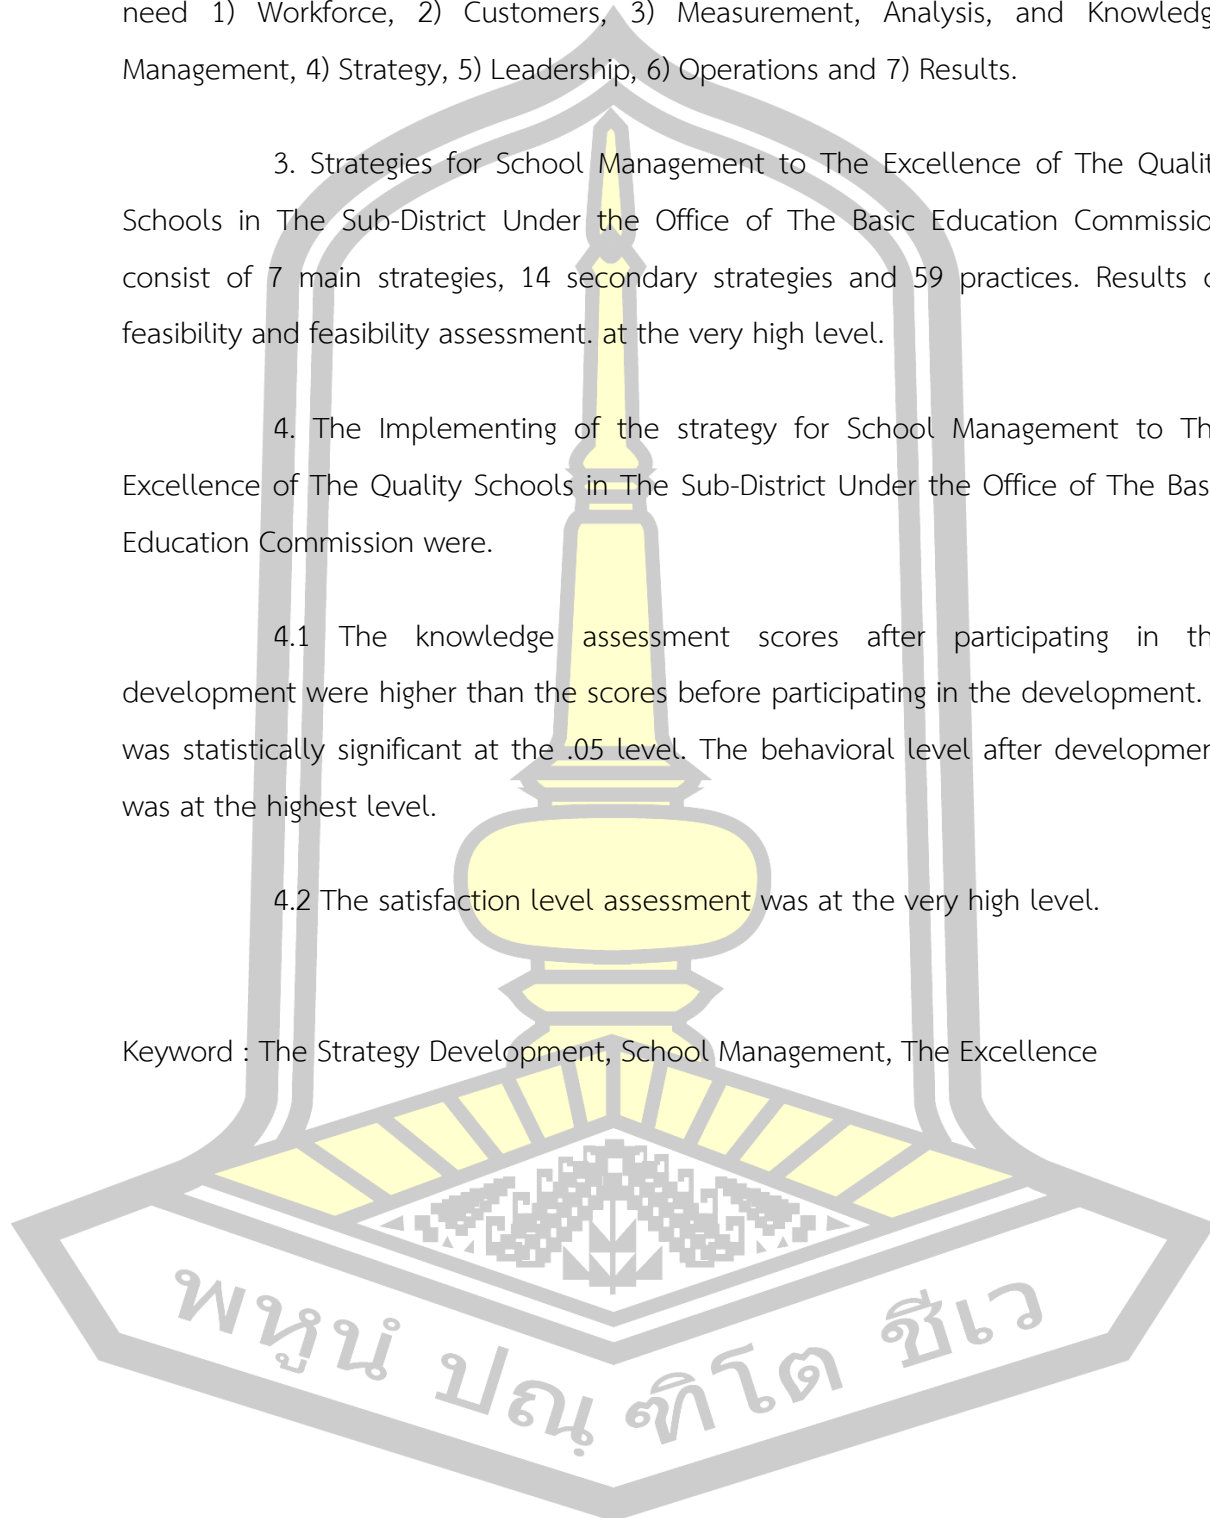 need 1) Workforce, 2) Customers, 3) Measurement, Analysis, and Knowledg
Management, 4) Strategy, 5) Leadership, 6) Operations and 7) Results.
3. Strategies for School Management to The Excellence of The Qualit
Schools in The Sub-District Under the Office of The Basic Education Commissio
consist of 7 main strategies, 14 secondary strategies and 59 practices. Results o
feasibility and feasibility assessment. at the very high level.
4. The Implementing of the strategy for School Management to Th
Excellence of The Quality Schools in The Sub-District Under the Office of The Bas
Education Commission were.
4.1 The knowledge assessment scores after participating in th
development were higher than the scores before participating in the development.
was statistically significant at the .05 level. The behavioral level after developmen
was at the highest level.
4.2 The satisfaction level assessment was at the very high level.
Keyword : The Strategy Development, School Management, The Excellence
พหูนํ ปณฺฑิโต ชีเว